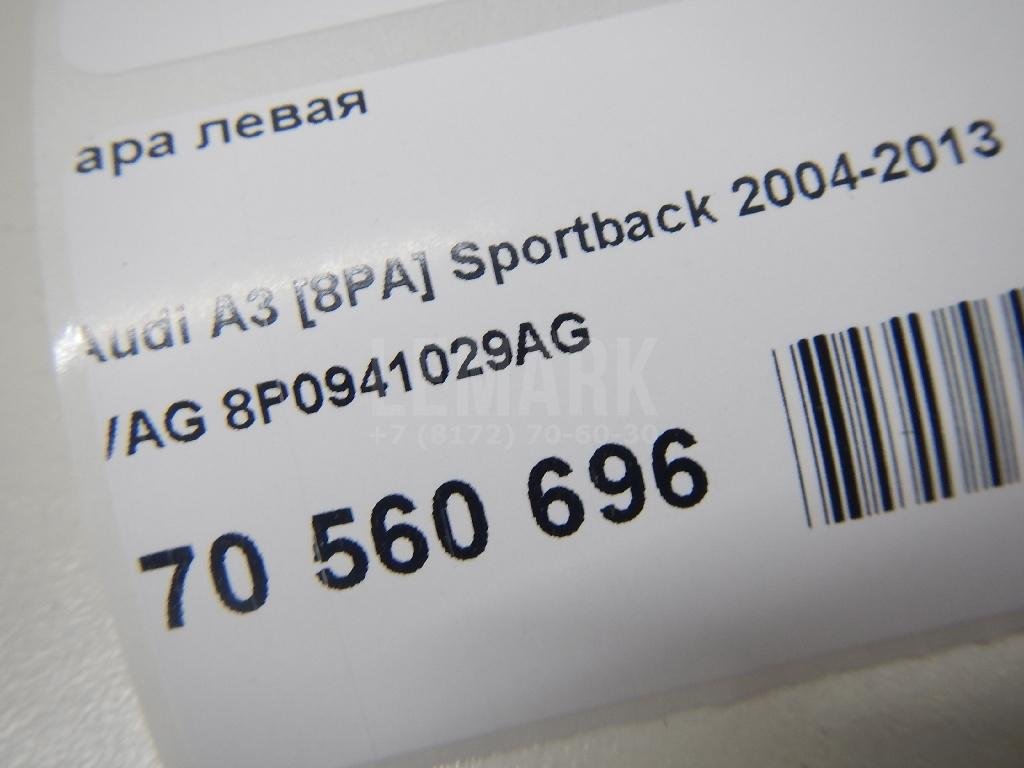 ара левая
Audi A3 [8PA] Sportback 2004-2013
/AG 8P0941029AG
LEMARK
+7 (8172) 70-60-30
70 560 696